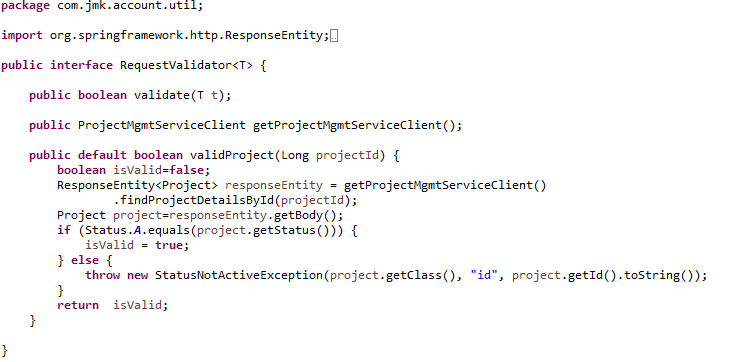 package com.jmk.account.util;
import org.springframework.http.ResponseEntity;
public interface RequestValidator<T> {
public boolean validate(T t);
public ProjectMgmtServiceClient getProjectMgmtServiceClient();
public default boolean validProject(Long projectId) {
boolean isValid=false;
ResponseEntity<Project> responseEntity = getProjectMgmtServiceClient()
.findProjectDetailsById(projectId);
Project project=responseEntity.getBody();
if (Status.A.equals(project.getStatus())) {
isValid = true;
} else {
throw new StatusNotActiveException(project.getClass(), "id", project.getId().toString());
}
return  isValid;
}
}